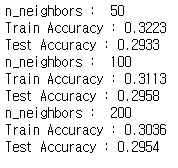 n_neighbors :  50
Train Accuracy : 0.3223
Test Accuracy : 0.2933
n_neighbors :  100
Train Accuracy : 0.3113
Test Accuracy : 0.2958
n_neighbors :  200
Train Accuracy : 0.3036
Test Accuracy : 0.2954